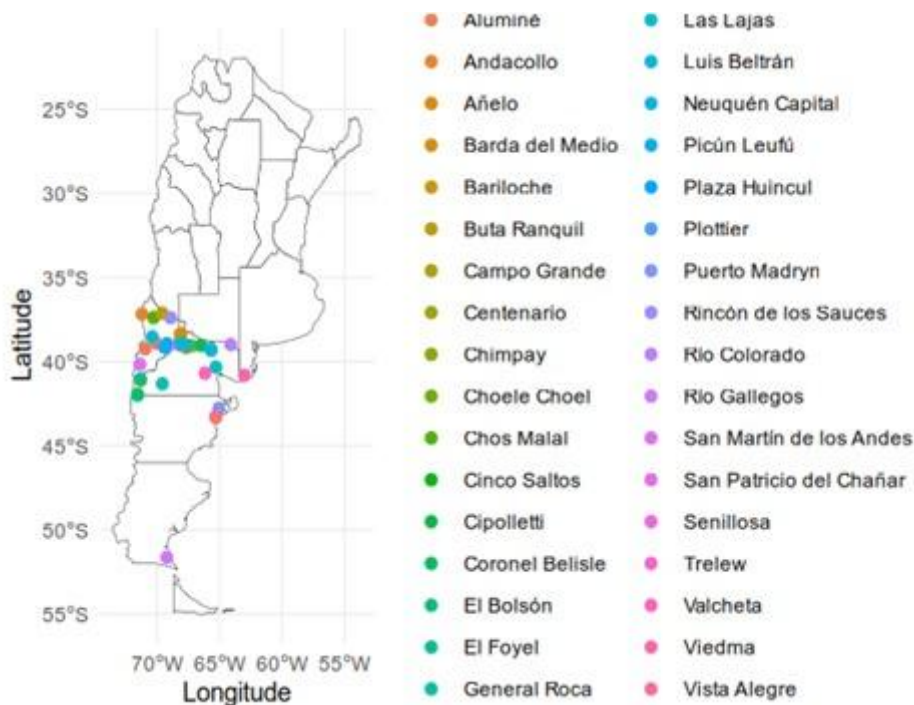 Aluminé
Andacollo
Añelo
Barda del Medio
Bariloche
Buta Ranquil
Campo Grande
Centenario
Chimpay
Choele Choel
Chos Malal
Cinco Saltos
Cipolletti
Coronel Belisle
El Bolsón
El Foyel
General Roca
Las Lajas
Luis Beltrán
Neuquén Capital
Picún Leufú
Plaza Huincul
Plottier
Puerto Madryn
Rincón de los Sauces
Río Colorado
Río Gallegos
San Martín de los Andes
San Patricio del Chañar
Senillosa
Trelew
Valcheta
Viedma
Vista Alegre
Latitude
25°S
30°S
35°S
40°S
45°S
50°S
55°S
70°W 65°W 60°W 55°W
Longitude